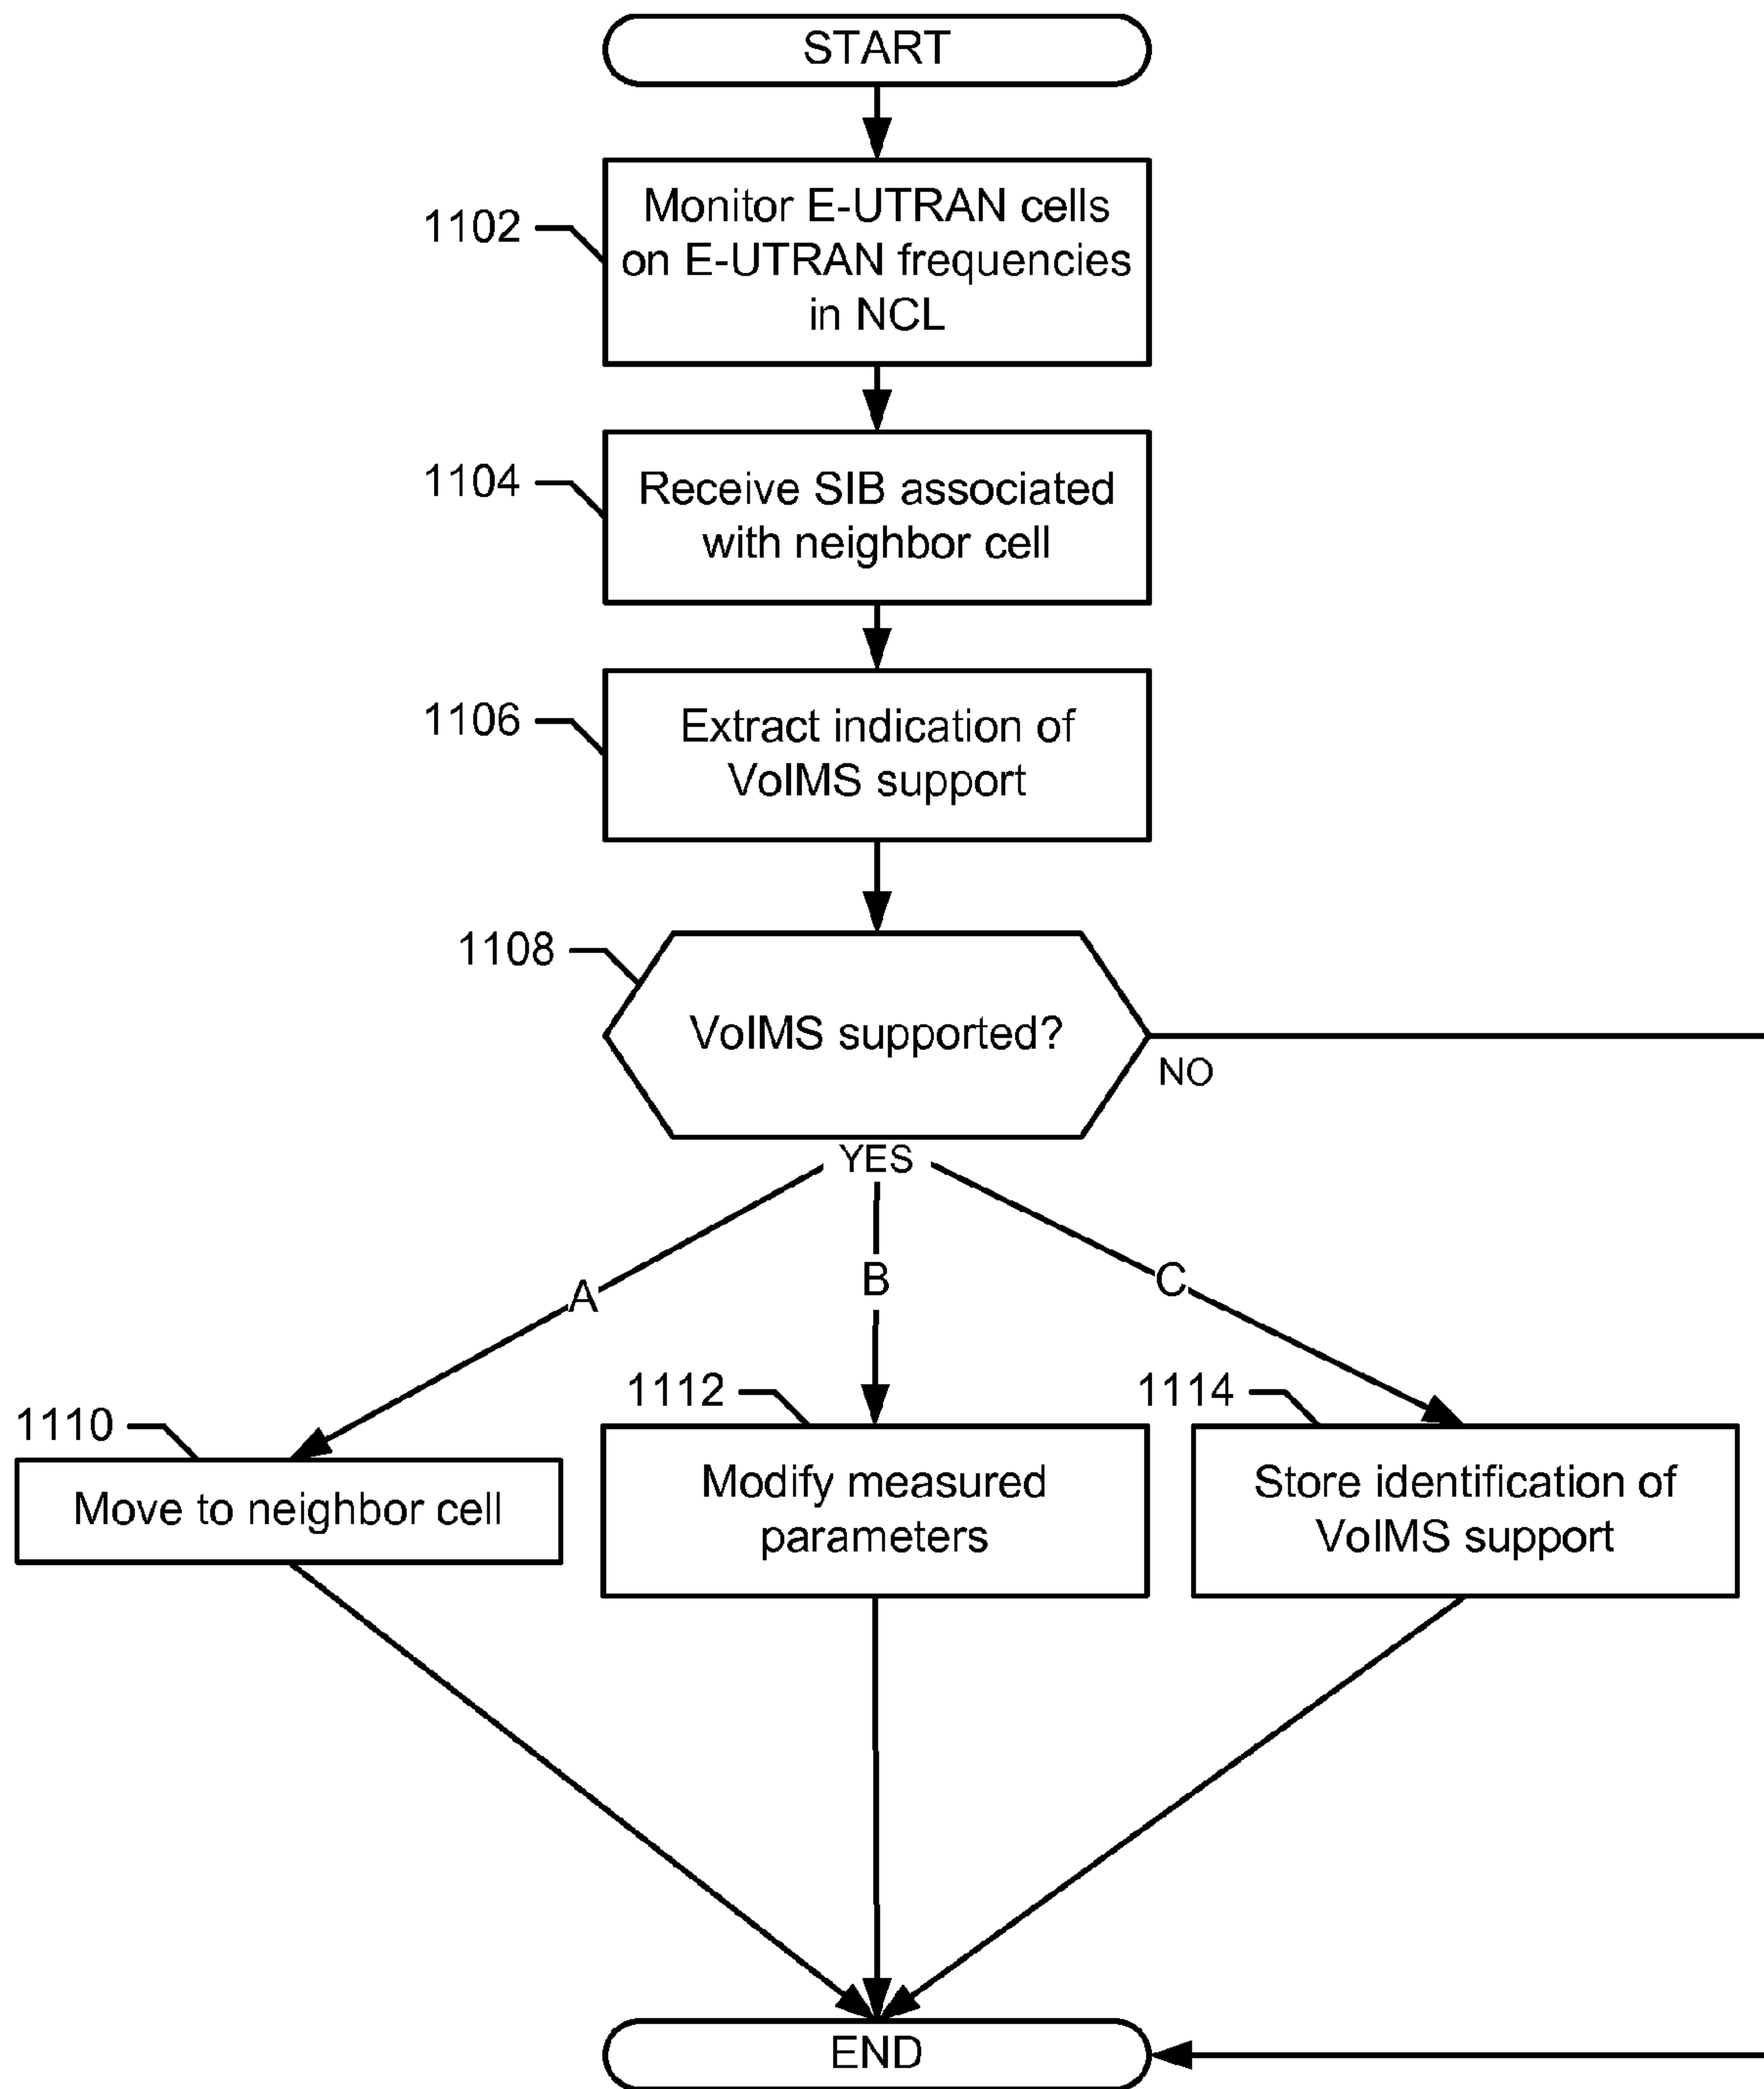 START
1102
Monitor E-UTRAN cells
on E-UTRAN frequencies
in NCL
1104
Receive SIB associated
with neighbor cell
1106
Extract indication of
VoIMS support
1108
VoIMS supported?
NO
YES
A
B
C
1110
Move to neighbor cell
1112
Modify measured
parameters
1114
Store identification of
VoIMS support
END